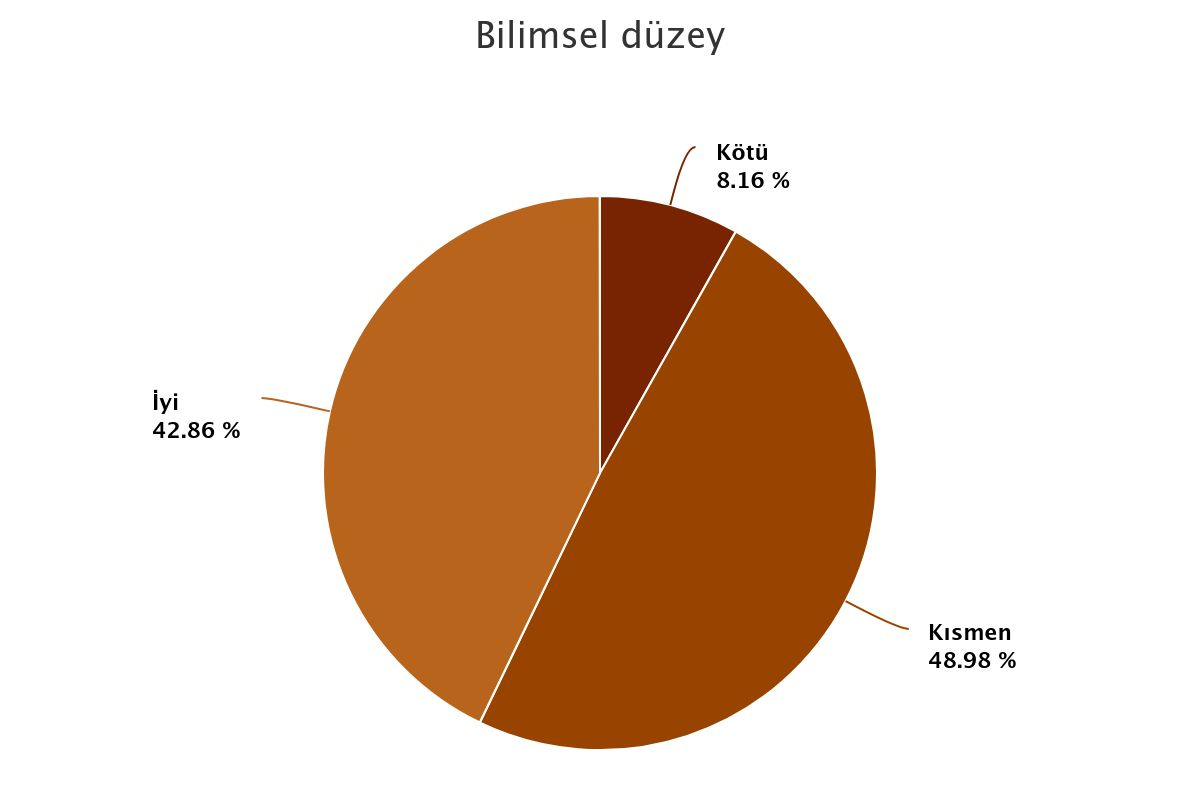 Bilimsel düzey
Kötü
8.16 %
İyi
42.86 %
Kısmen
48.98 %